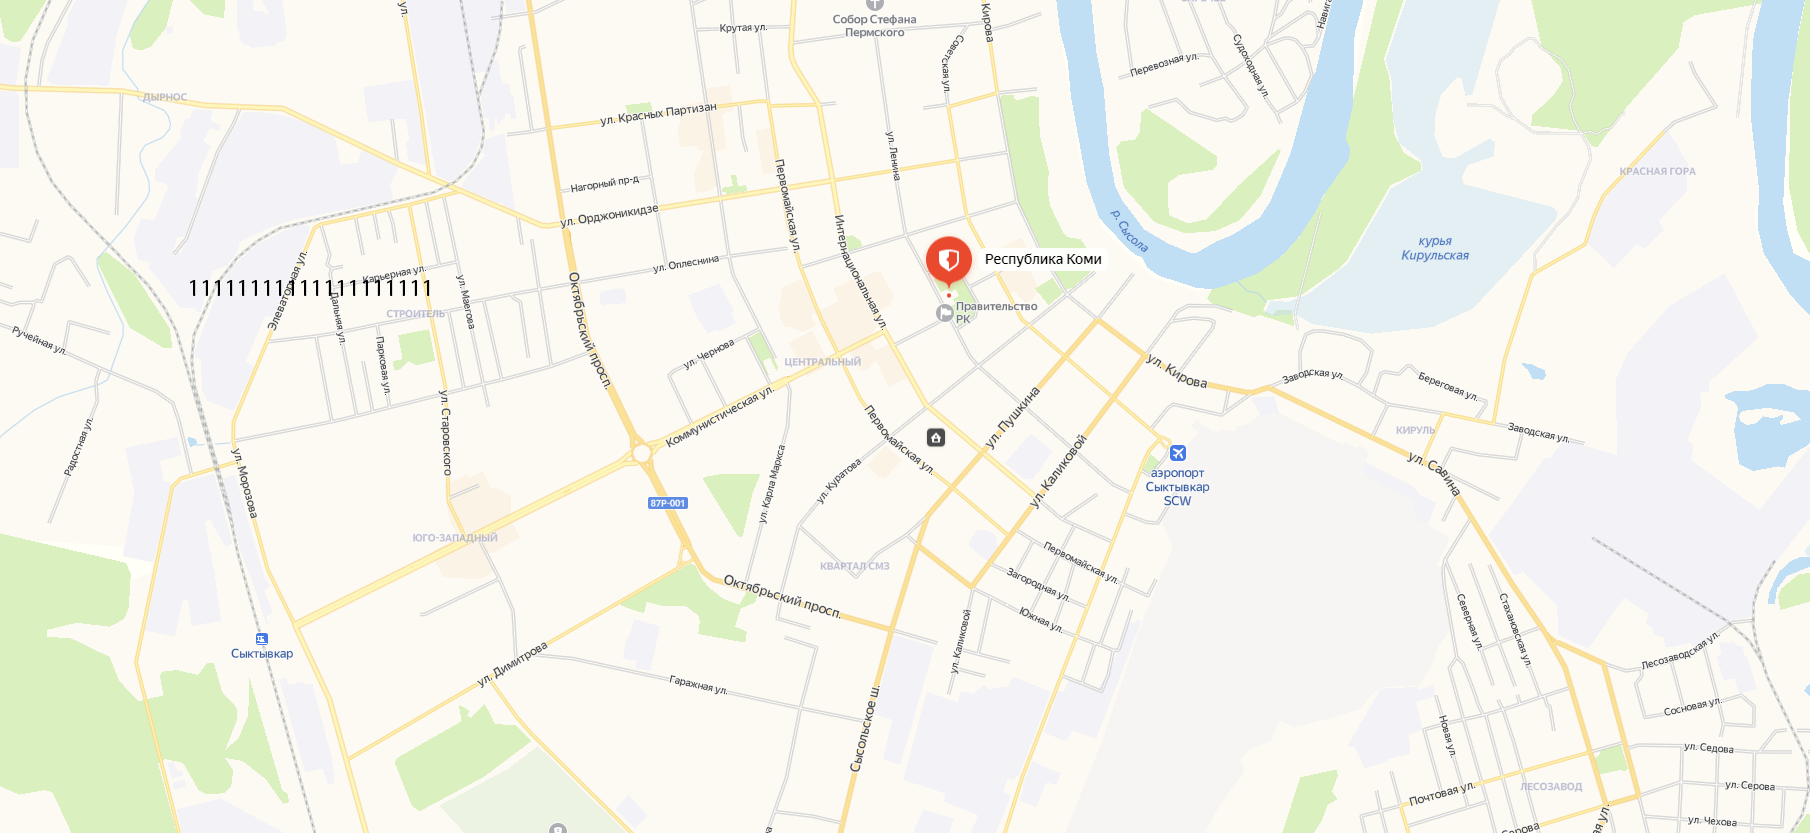 Крутая ул.
Собор Стефана
Пермского
Кирова
Советская ул.
Перевозная ул.
Судоходная ул.
ДЫРНОС
ул. Красных Партизан
ул. Ленина
Первомайская ул.
КРАСНАЯ ГОРА
Нагорный пр-д
ул. Орджоникидзе
Интернациональная ул.
р. Сысола
курья
Кирульская
Республика Коми
Элеваторная ул.
Карьерная ул.
ул. Оплеснина
11111111111111111111
Дальняя ул.
ул. Маегова
Октябрьский просп.
СТРОИТЕЛЬ
Правительство
РК
Ручейная ул.
Парковая ул.
ул. Чернова
ЦЕНТРАЛЬНЫЙ
ул. Кирова
Заворская ул.
Береговая ул.
Радостная ул.
ул. Старовского
Коммунистическая ул.
Первомайская ул.
ул. Пушкина
КИРУЛЬ
Заводская ул.
ул. Морозова
ул. Карла Маркса
ул. Куратова
ул. Каликовой
аэропорт
Сыктывкар
SCW
ул. Савина
87Р-001
ЮГО-ЗАПАДНЫЙ
КВАРТАЛ СМЗ
Первомайская ул.
Октябрьский просп.
Загородная ул.
Южная ул.
Северная ул.
Стахановская ул.
Сыктывкар
ул. Димитрова
ул. Каликовой
Лесозаводская ул.
Гаражная ул.
Сысольское ш.
Новая ул.
Сосновая ул.
ул. Седова
Почтовая ул.
ЛЕСОЗАВОД
ул. Серова
ул. Чехова